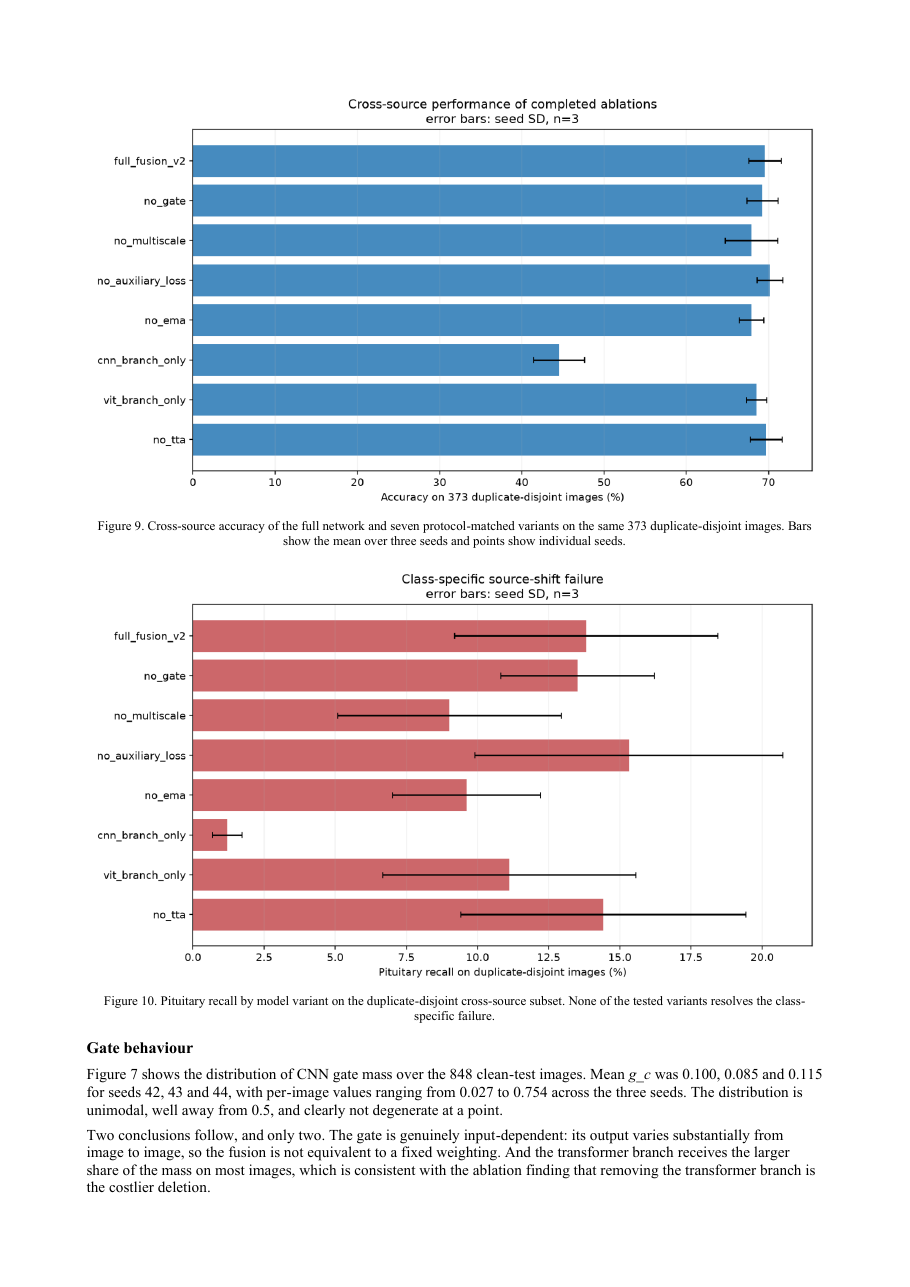 Cross-source performance of completed ablations
error bars: seed SD, n=3
full_fusion_v2
no_gate
no_multiscale
no_auxiliary_loss
no_ema
cnn_branch_only
vit_branch_only
no_tta
0 10 20 30 40 50 60 70
Accuracy on 373 duplicate-disjoint images (%)
Figure 9. Cross-source accuracy of the full network and seven protocol-matched variants on the same 373 duplicate-disjoint images. Bars
show the mean over three seeds and points show individual seeds.
Class-specific source-shift failure
error bars: seed SD, n=3
full_fusion_v2
no_gate
no_multiscale
no_auxiliary_loss
no_ema
cnn_branch_only
vit_branch_only
no_tta
0.0 2.5 5.0 7.5 10.0 12.5 15.0 17.5 20.0
Pituitary recall on duplicate-disjoint images (%)
Figure 10. Pituitary recall by model variant on the duplicate-disjoint cross-source subset. None of the tested variants resolves the class-
specific failure.
Gate behaviour
Figure 7 shows the distribution of CNN gate mass over the 848 clean-test images. Mean g_c was 0.100, 0.085 and 0.115
for seeds 42, 43 and 44, with per-image values ranging from 0.027 to 0.754 across the three seeds. The distribution is
unimodal, well away from 0.5, and clearly not degenerate at a point.
Two conclusions follow, and only two. The gate is genuinely input-dependent: its output varies substantially from
image to image, so the fusion is not equivalent to a fixed weighting. And the transformer branch receives the larger
share of the mass on most images, which is consistent with the ablation finding that removing the transformer branch is
the costlier deletion.